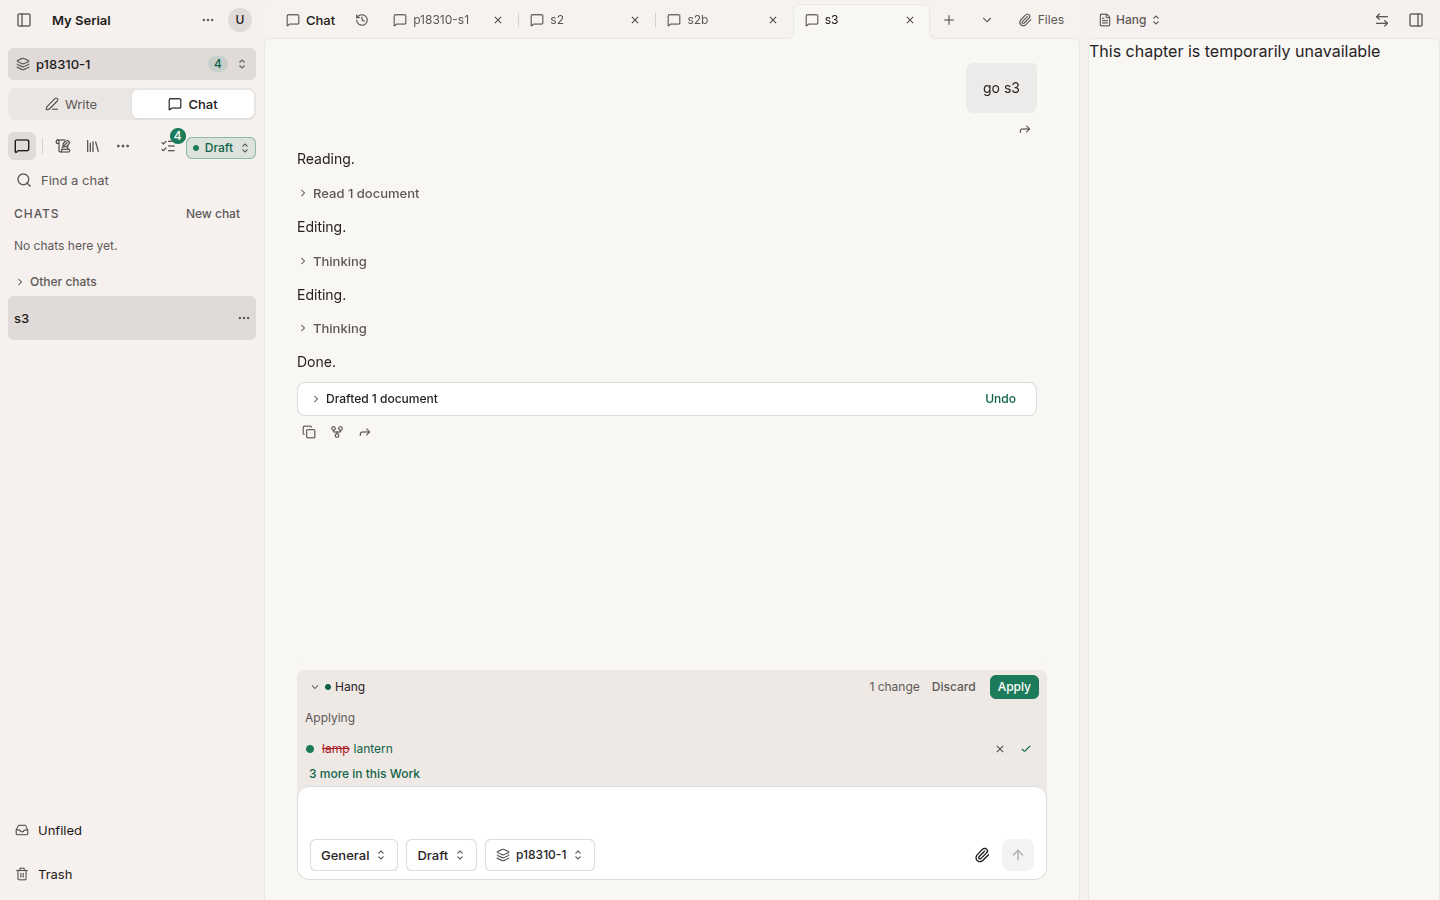 My Serial
U
p18310-1
4
Write
Chat
4
Draft
Find a chat
CHATS
New chat
No chats here yet.
Other chats
s3
Unfiled
Trash
Chat
p18310-s1
s2
s2b
s3
Files
go s3
Reading.
Read 1 document
Editing.
Thinking
Editing.
Thinking
Done.
Drafted 1 document
Undo
Hang
1 change
Discard
Apply
Applying
lamp lantern
3 more in this Work
General
Draft
p18310-1
Hang
This chapter is temporarily unavailable